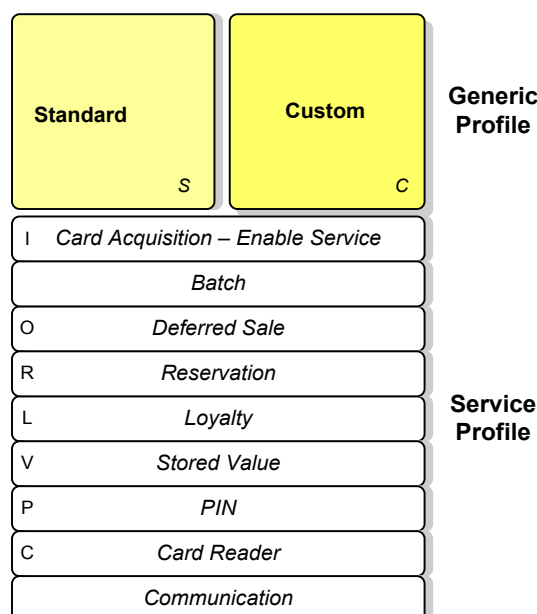 Standard
S
Custom
C
Generic
Profile
I Card Acquisition – Enable Service
Batch
O Deferred Sale
R Reservation
L Loyalty
V Stored Value
P PIN
C Card Reader
Communication
Service
Profile